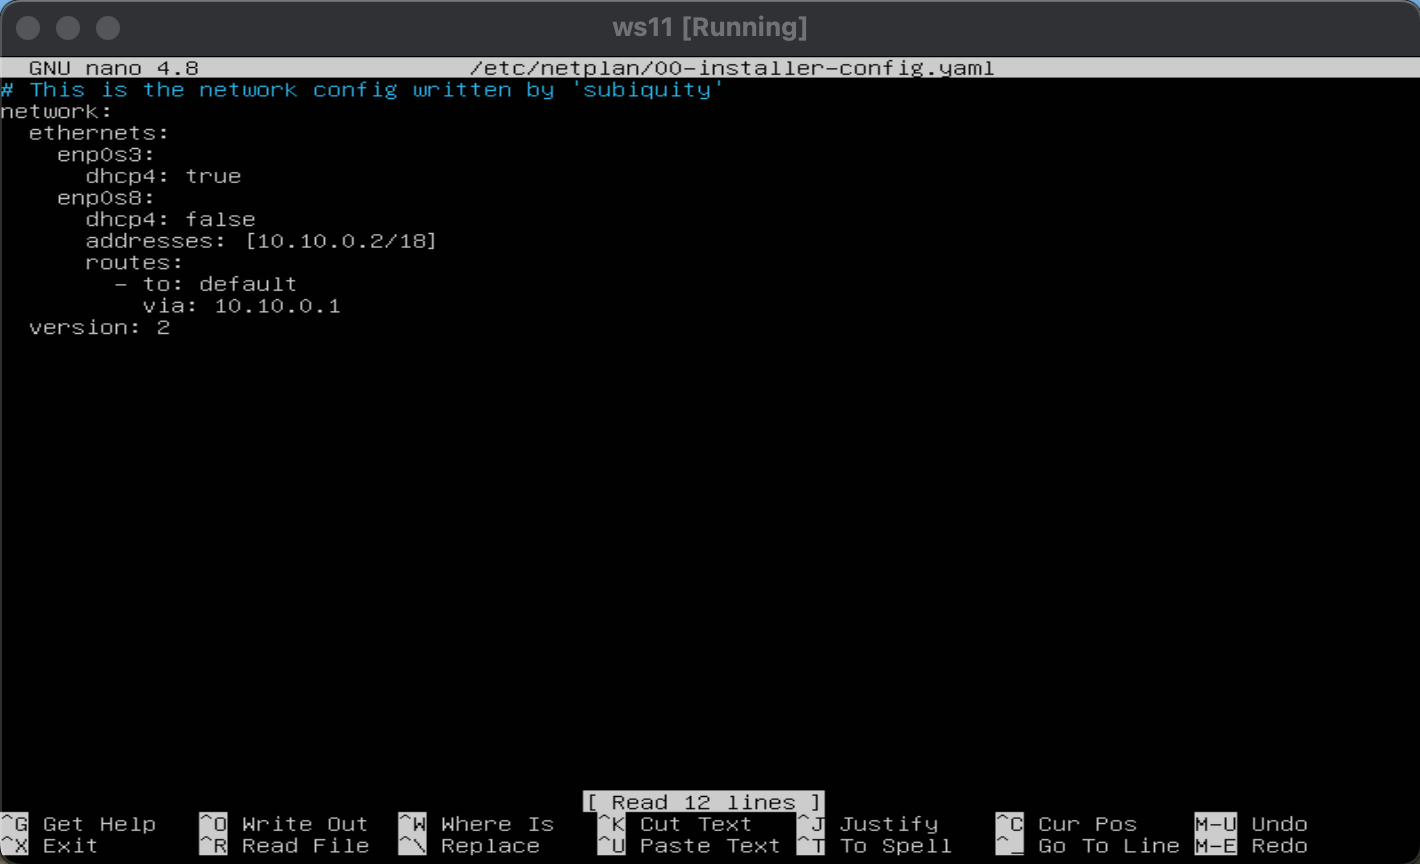 ws11 [Running]
GNU nano 4.8 /etc/netplan/00-installer-config.yaml
# This is the network config written by 'subiquity'
network:
  ethernets:
    enp0s3:
      dhcp4: true
    enp0s8:
      dhcp4: false
      addresses: [10.10.0.2/18]
      routes:
        - to: default
          via: 10.10.0.1
  version: 2
[ Read 12 lines ]
^G Get Help ^O Write Out ^W Where Is ^K Cut Text ^J Justify ^C Cur Pos M-U Undo
^X Exit ^R Read File ^\ Replace ^U Paste Text ^T To Spell ^_ Go To Line M-E Redo